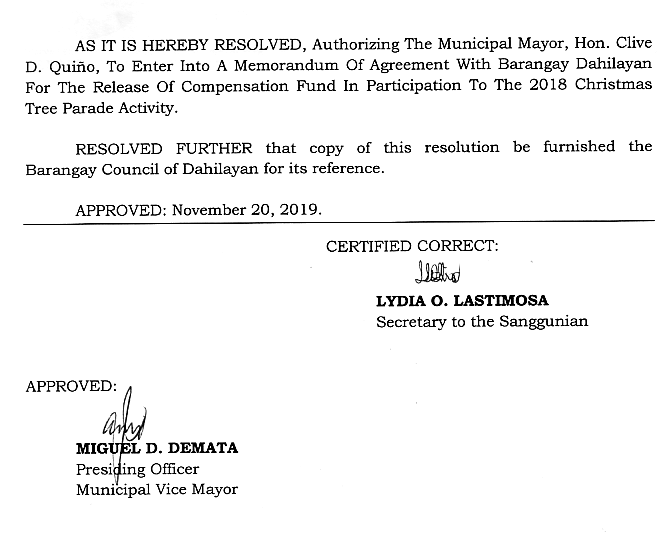 AS IT IS HEREBY RESOLVED, Authorizing The Municipal Mayor, Hon. Clive
D. Quiño, To Enter Into A Memorandum Of Agreement With Barangay Dahilayan
For The Release Of Compensation Fund In Participation To The 2018 Christmas
Tree Parade Activity.
RESOLVED FURTHER that copy of this resolution be furnished the
Barangay Council of Dahilayan for its reference.
APPROVED: November 20, 2019.
CERTIFIED CORRECT:
LYDIA O. LASTIMOSA
Secretary to the Sanggunian
APPROVED:
MIGUEL D. DEMATA
Presiding Officer
Municipal Vice Mayor